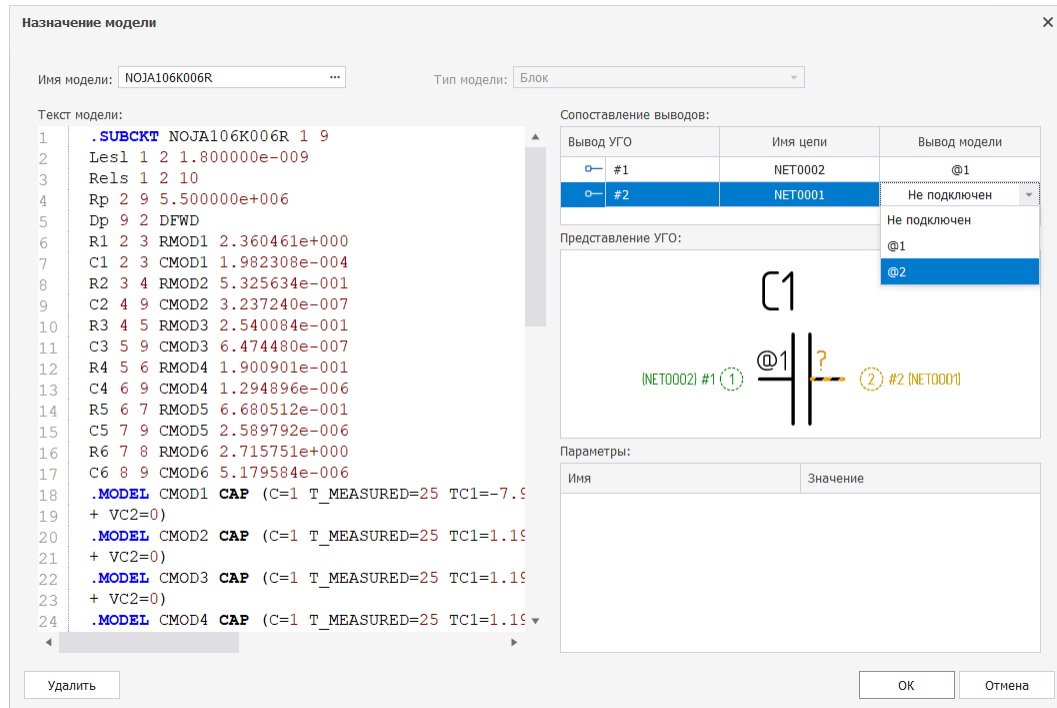 Назначение модели
Имя модели: NOJA106K006R ...
Тип модели: Блок
Текст модели:
1 .SUBCKT NOJA106K006R 1 9
2 Lesl 1 2 1.800000e-009
3 Rels 1 2 10
4 Rp 2 9 5.500000e+006
5 Dp 9 2 DFWD
6 R1 2 3 RMOD1 2.360461e+000
7 C1 2 3 CMOD1 1.982308e-004
8 R2 3 4 RMOD2 5.325634e-001
9 C2 4 9 CMOD2 3.237240e-007
10 R3 4 5 RMOD3 2.540084e-001
11 C3 5 9 CMOD3 6.474480e-007
12 R4 5 6 RMOD4 1.900901e-001
13 C4 6 9 CMOD4 1.294896e-006
14 R5 6 7 RMOD5 6.680512e-001
15 C5 7 9 CMOD5 2.589792e-006
16 R6 7 8 RMOD6 2.715751e+000
17 C6 8 9 CMOD6 5.179584e-006
18 .MODEL CMOD1 CAP (C=1 T_MEASURED=25 TC1=-7.9
19 + VC2=0)
20 .MODEL CMOD2 CAP (C=1 T_MEASURED=25 TC1=1.19
21 + VC2=0)
22 .MODEL CMOD3 CAP (C=1 T_MEASURED=25 TC1=1.19
23 + VC2=0)
24 .MODEL CMOD4 CAP (C=1 T_MEASURED=25 TC1=1.19
Сопоставление выводов:
Вывод УГО Имя цепи Вывод модели
#1 NET0002 @1
#2 NET0001 Не подключен
Не подключен
@1
@2
Представление УГО:
C1
@1 ?
(NET0002) #1 1 2 #2 (NET0001)
Параметры:
Имя Значение
Удалить
ОК
Отмена